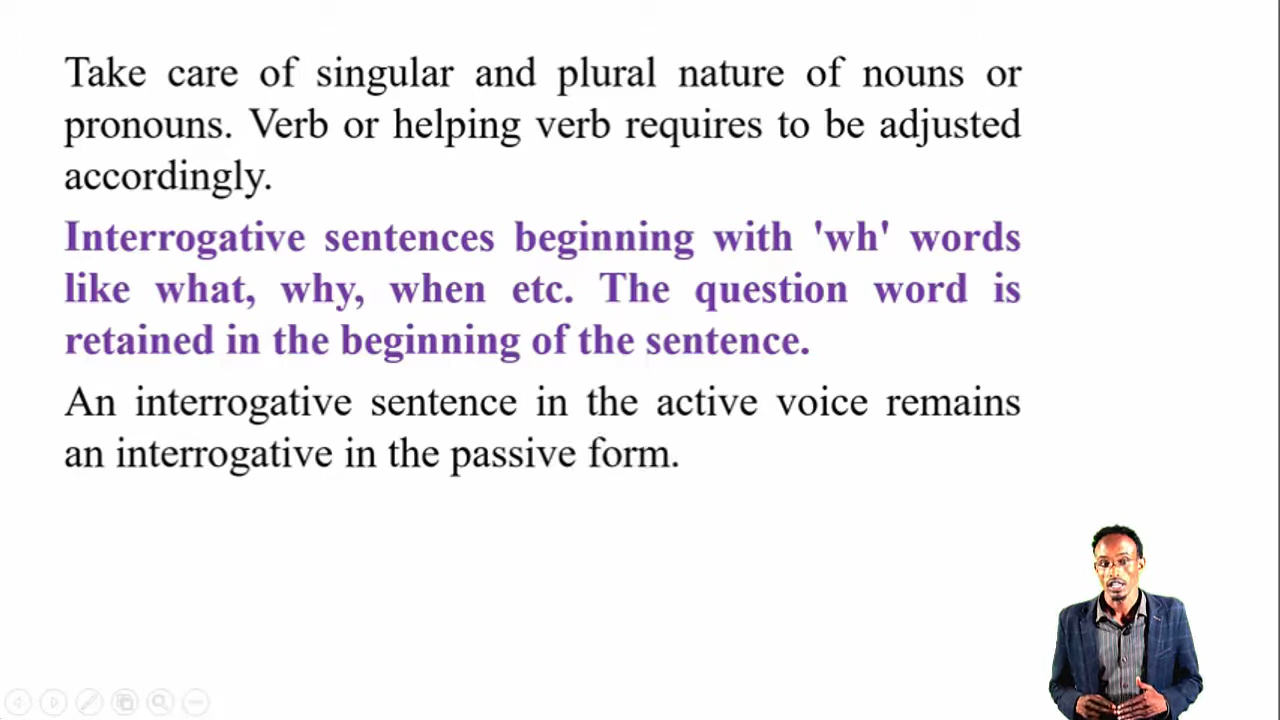 Take care of singular and plural nature of nouns or
pronouns. Verb or helping verb requires to be adjusted
accordingly.
Interrogative sentences beginning with 'wh' words
like what, why, when etc. The question word is
retained in the beginning of the sentence.
An interrogative sentence in the active voice remains
an interrogative in the passive form.